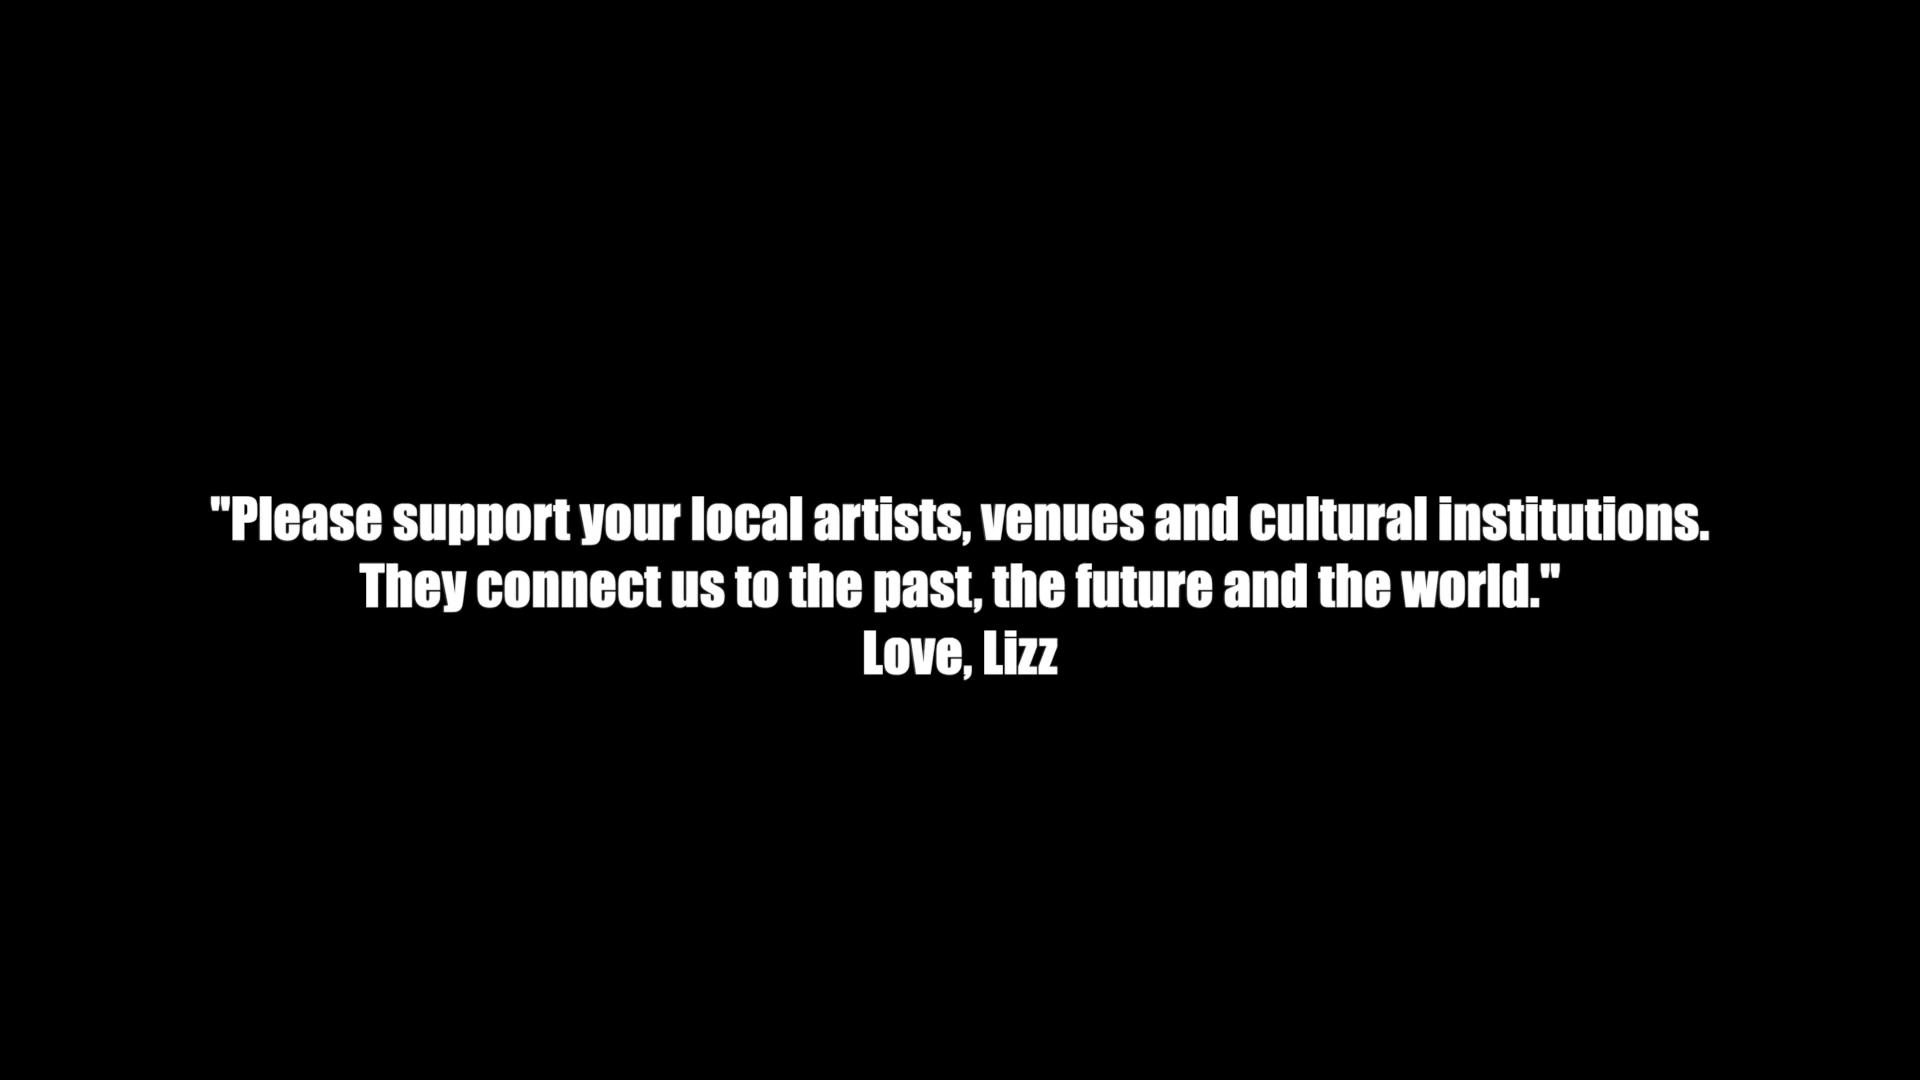 "Please support your local artists, venues and cultural institutions.
They connect us to the past, the future and the world."
Love, Lizz